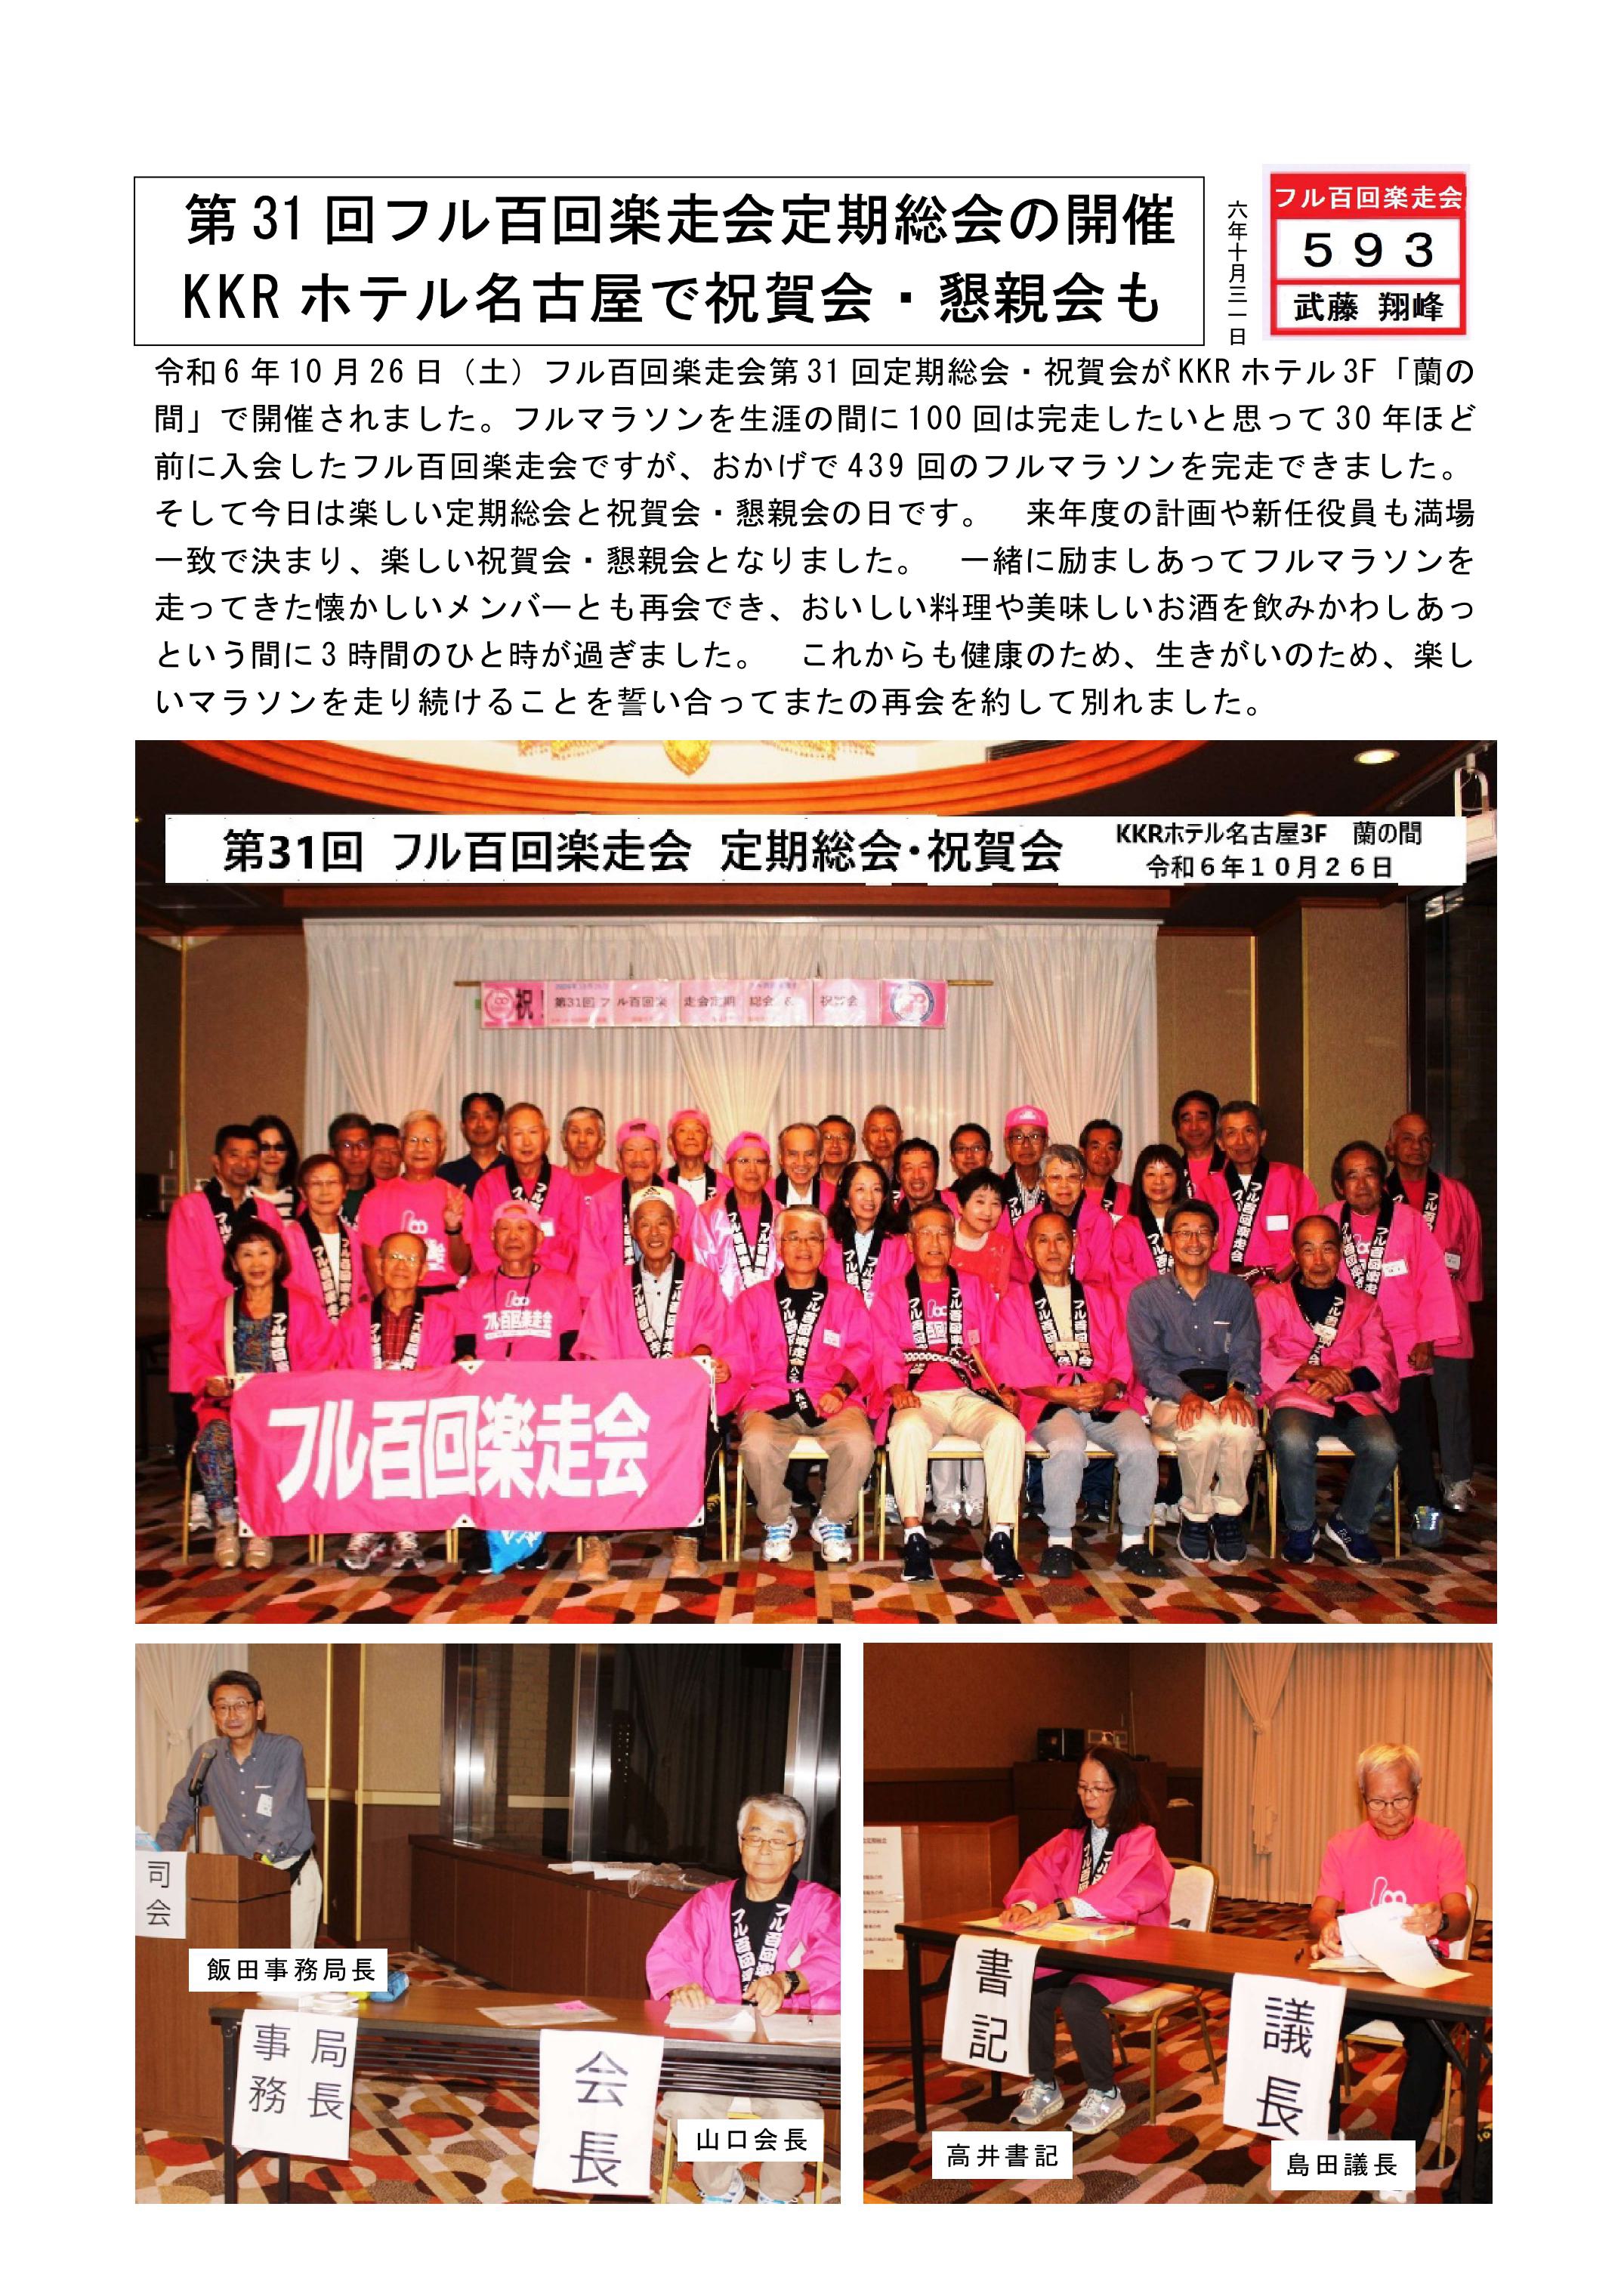 第31回フル百回楽走会定期総会の開催
KKRホテル名古屋で祝賀会・懇親会も
六年十月三一日
フル百回楽走会
５９３
武藤 翔峰
令和6年10月26日（土）フル百回楽走会第31回定期総会・祝賀会がKKRホテル3F「蘭の
間」で開催されました。フルマラソンを生涯の間に100回は完走したいと思って30年ほど
前に入会したフル百回楽走会ですが、おかげで439回のフルマラソンを完走できました。
そして今日は楽しい定期総会と祝賀会・懇親会の日です。　来年度の計画や新任役員も満場
一致で決まり、楽しい祝賀会・懇親会となりました。　一緒に励ましあってフルマラソンを
走ってきた懐かしいメンバーとも再会でき、おいしい料理や美味しいお酒を飲みかわしあっ
という間に3時間のひと時が過ぎました。　これからも健康のため、生きがいのため、楽し
いマラソンを走り続けることを誓い合ってまたの再会を約して別れました。
第31回 フル百回楽走会 定期総会・祝賀会
KKRホテル名古屋3F　蘭の間
令和６年１０月２６日
祝 第31回 フル百回楽走会定期総会 祝賀会
フル百回楽走会
フル百回楽走会
司会
飯田事務局長
事務局長
会長
山口会長
書記
議長
高井書記
島田議長